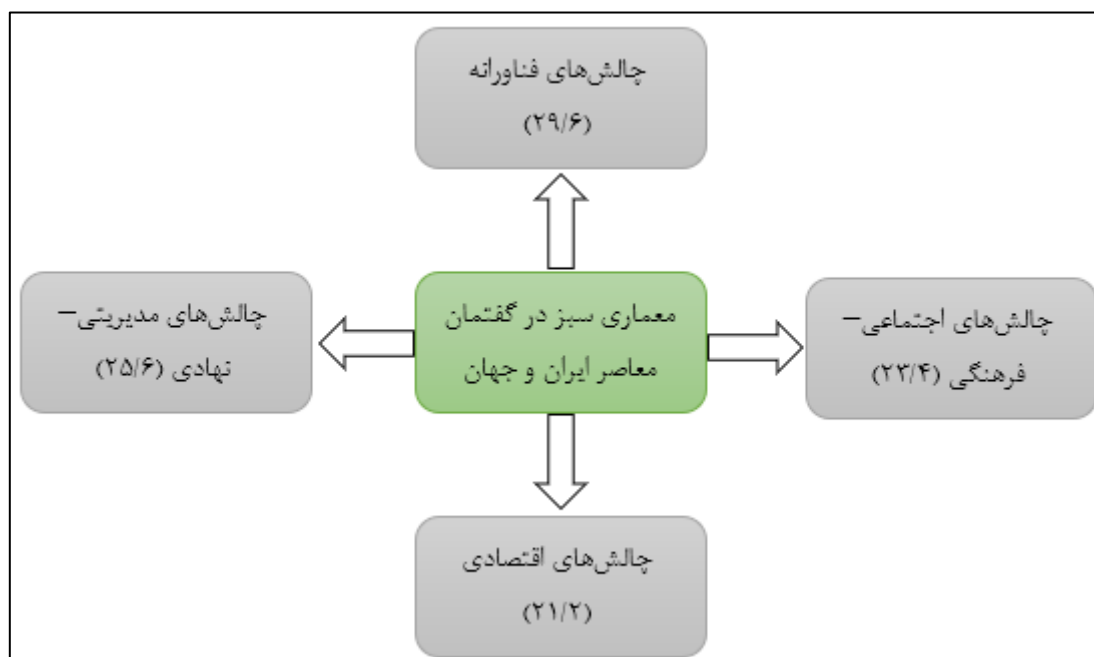 چالش‌های فناورانه
(۲۹/۶)
چالش‌های اجتماعی–
فرهنگی (۲۳/۴)
معماری سبز در گفتمان
معاصر ایران و جهان
چالش‌های مدیریتی–
نهادی (۲۵/۶)
چالش‌های اقتصادی
(۲۱/۲)